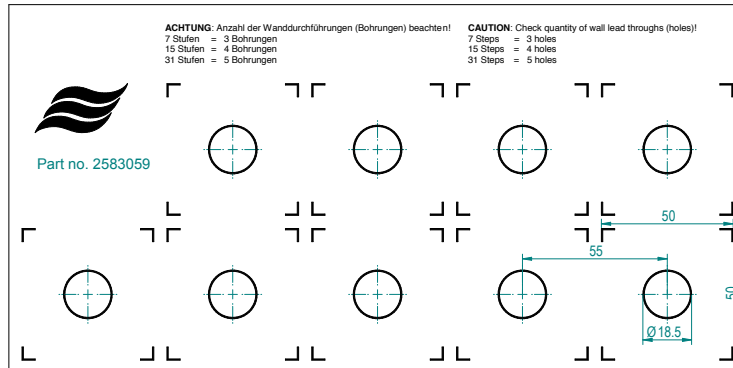 ACHTUNG: Anzahl der Wanddurchführungen (Bohrungen) beachten!
7 Stufen = 3 Bohrungen
15 Stufen = 4 Bohrungen
31 Stufen = 5 Bohrungen
CAUTION: Check quantity of wall lead throughs (holes)!
7 Steps = 3 holes
15 Steps = 4 holes
31 Steps = 5 holes
Part no. 2583059
50
55
50
Ø18.5